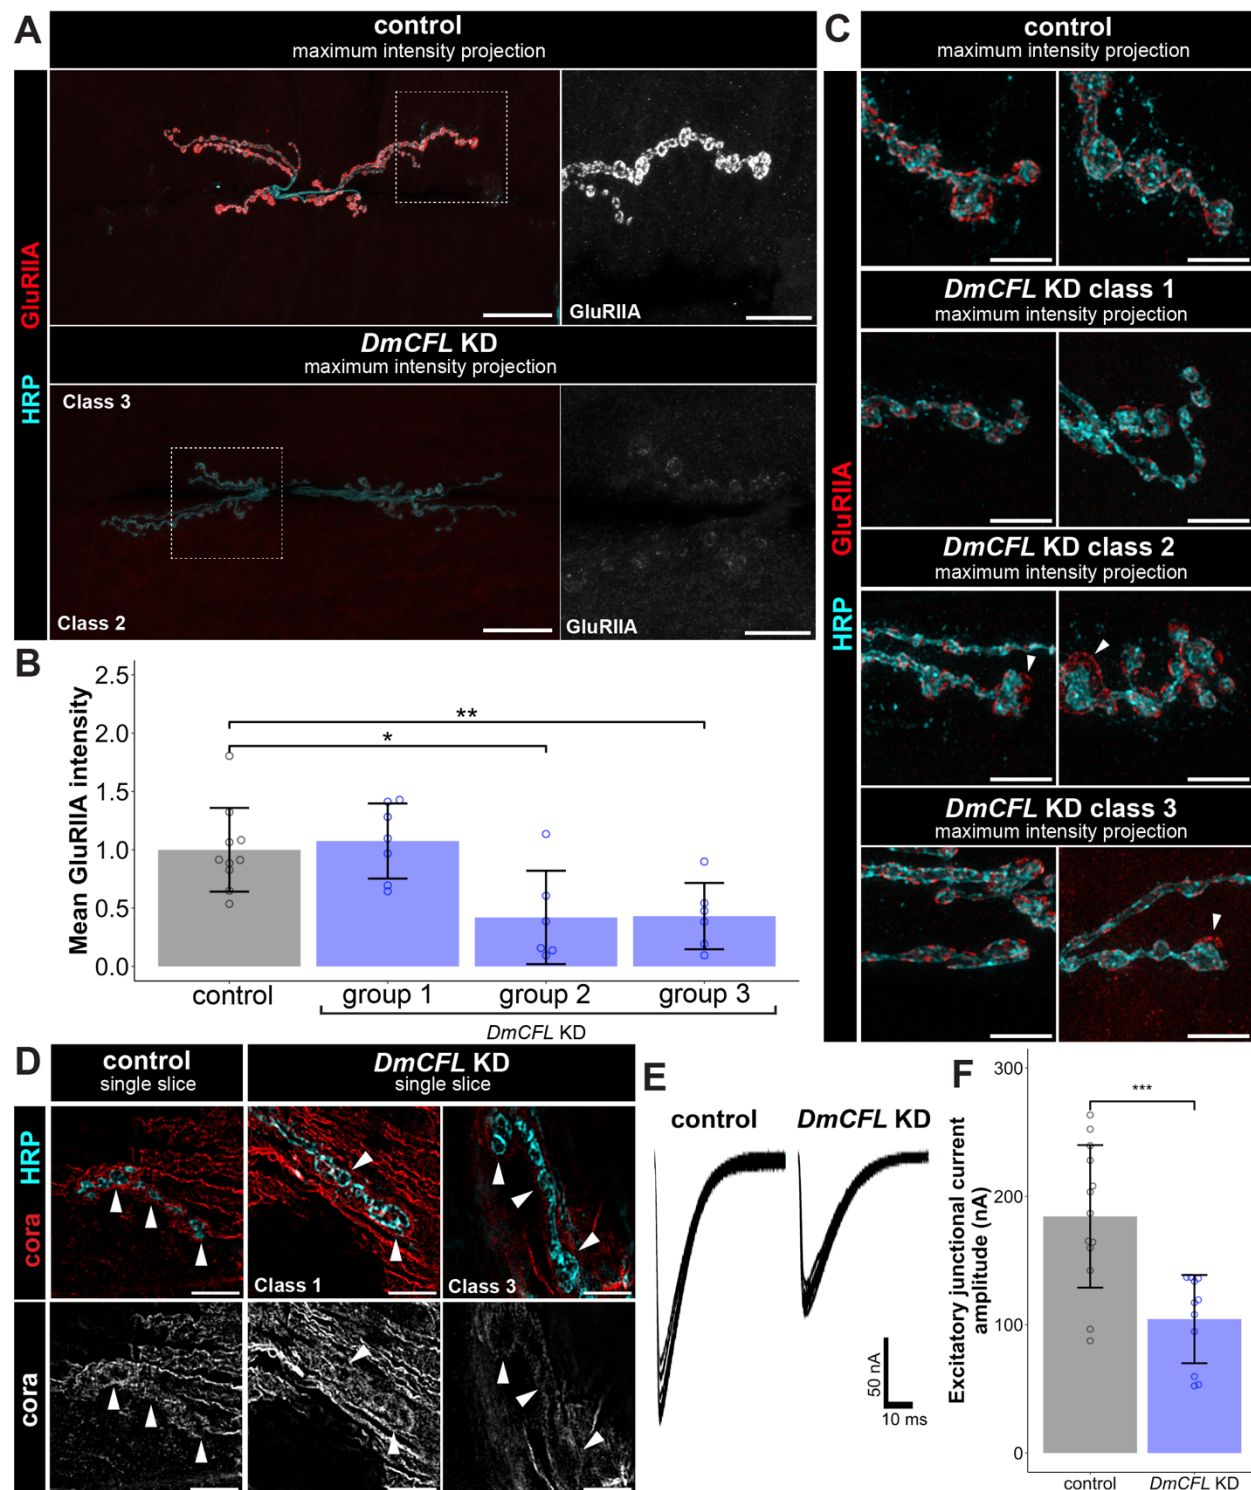 A
control
maximum intensity projection
GluRIIA
HRP
GluRIIA
DmCFL KD
maximum intensity projection
Class 3
Class 2
GluRIIA
B
Mean GluRIIA intensity
2.5
2.0
1.5
1.0
0.5
0.0
**
*
control
group 1
group 2
group 3
DmCFL KD
C
control
maximum intensity projection
GluRIIA
HRP
DmCFL KD class 1
maximum intensity projection
DmCFL KD class 2
maximum intensity projection
DmCFL KD class 3
maximum intensity projection
D
control
single slice
DmCFL KD
single slice
HRP
cora
Class 1
Class 3
cora
E
control
DmCFL KD
50 nA
10 ms
F
Excitatory junctional current
amplitude (nA)
300
200
100
0
***
control
DmCFL KD